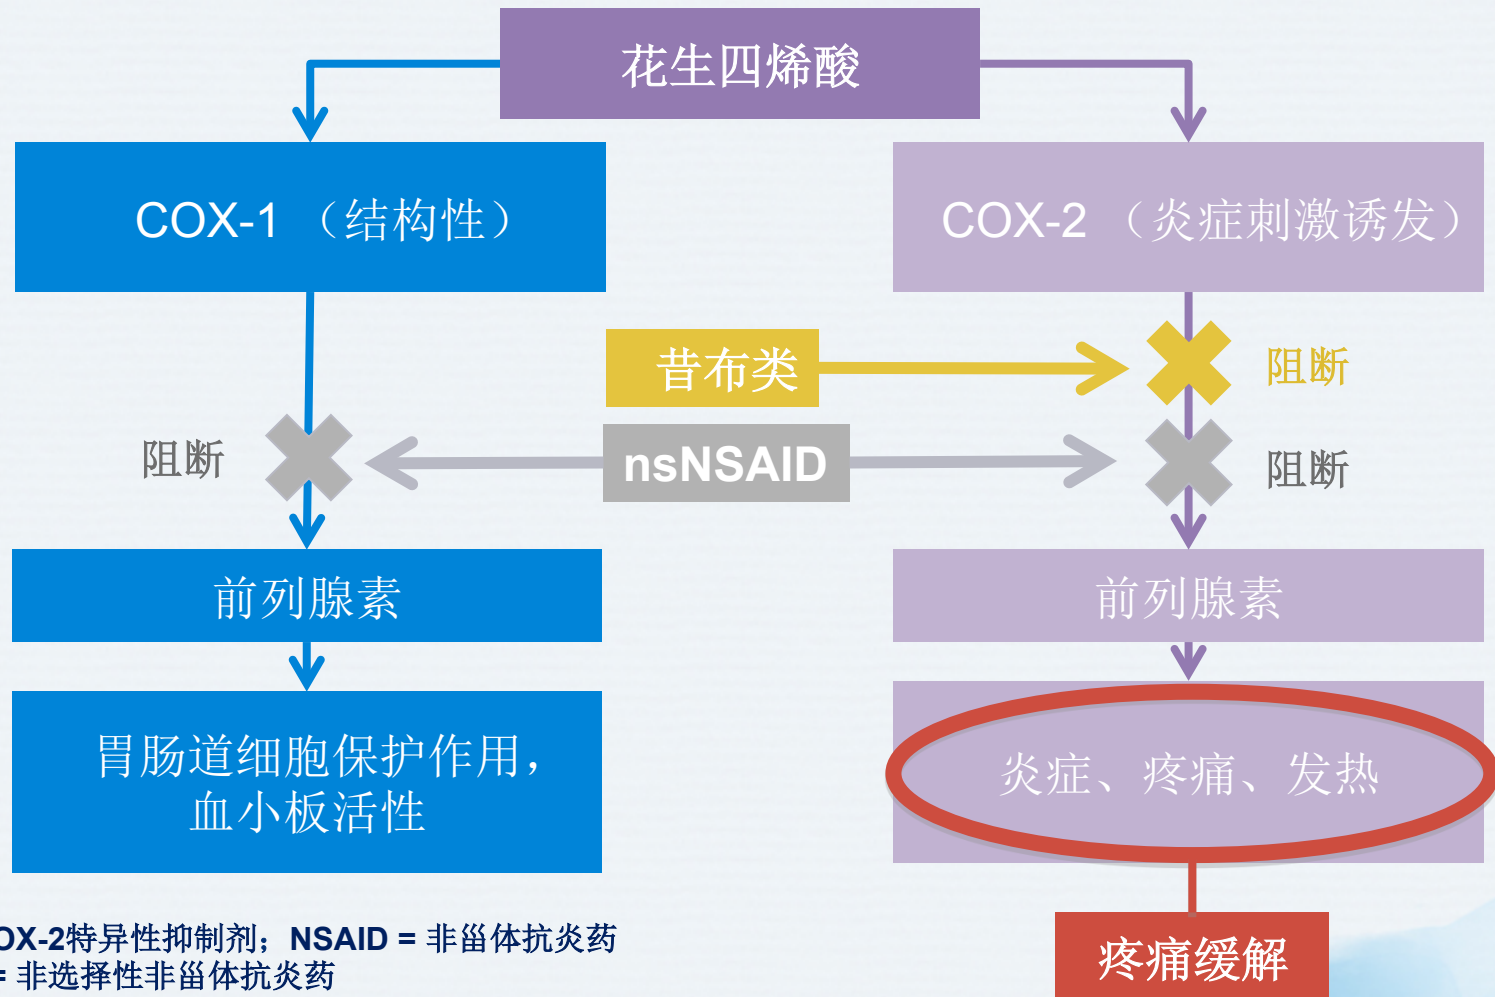 花生四烯酸
COX-1 （结构性）
COX-2 （炎症刺激诱发）
昔布类
阻断
阻断
nsNSAID
阻断
前列腺素
前列腺素
胃肠道细胞保护作用，
血小板活性
炎症、疼痛、发热
OX-2特异性抑制剂；NSAID = 非甾体抗炎药
= 非选择性非甾体抗炎药
疼痛缓解